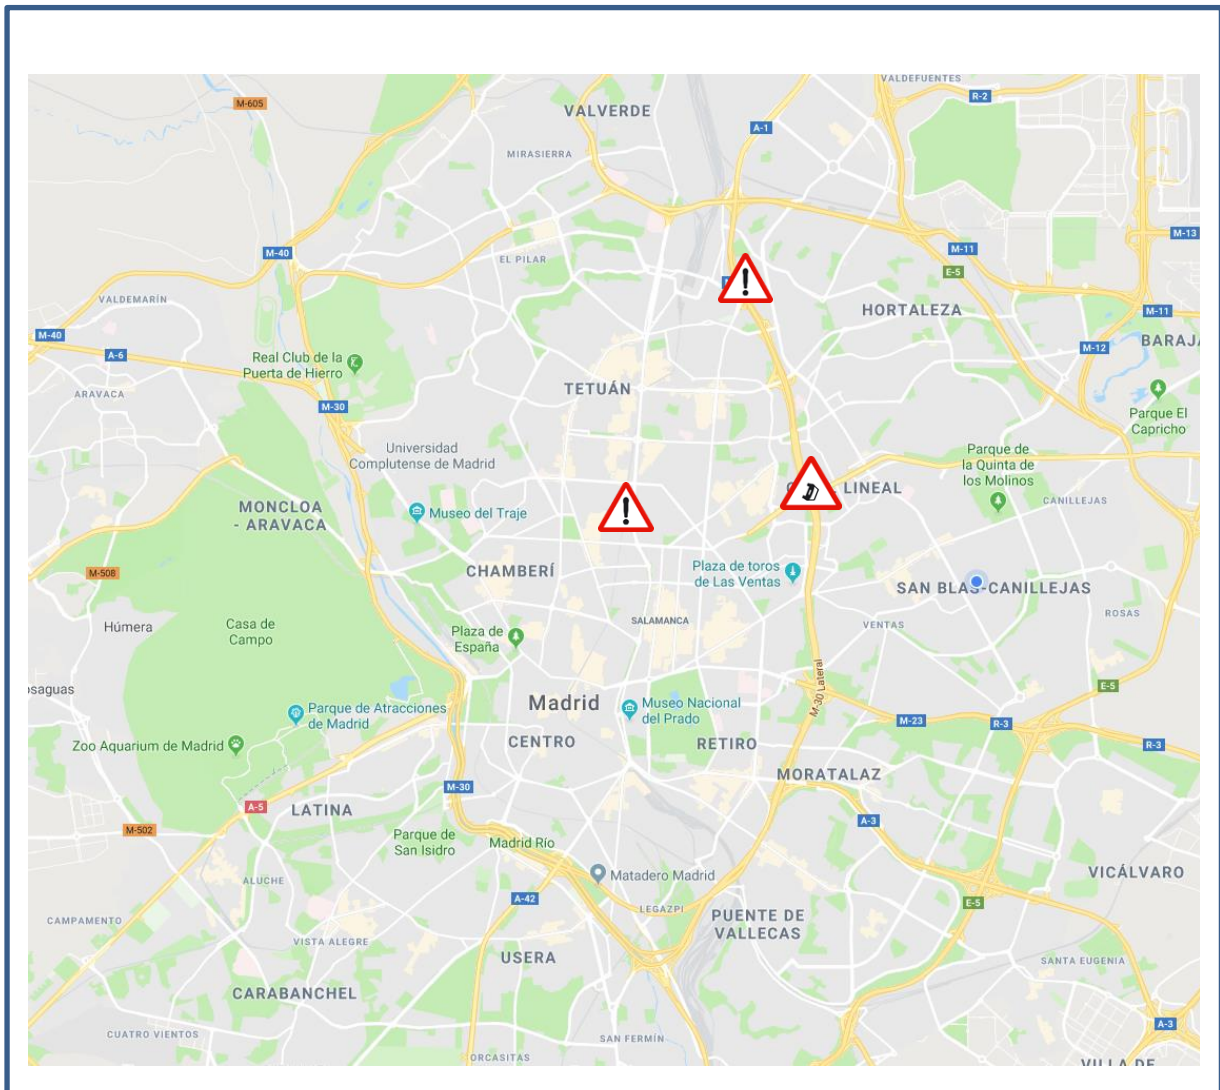 VALDEFUENTES
M-605
R-2
VALVERDE
A-1
MIRASIERRA
M-13
M-40
EL PILAR
M-11
E-5
VALDEMARÍN
HORTALEZA
M-11
M-40
A-6
Real Club de la
Puerta de Hierro
M-12
BARAJA
ARAVACA
TETUÁN
M-30
Parque El
Capricho
Universidad
Complutense de Madrid
Parque de
la Quinta de
los Molinos
LINEAL
CANILLEJAS
MONCLOA
- ARAVACA
Museo del Traje
CHAMBERÍ
Plaza de toros
de Las Ventas
M-508
SAN BLAS-CANILLEJAS
ROSAS
Húmera
Casa de
Campo
Plaza de
España
SALAMANCA
VENTAS
osaguas
M-30 Lateral
E-5
Parque de Atracciones
de Madrid
Madrid
Museo Nacional
del Prado
M-23
R-3
Zoo Aquarium de Madrid
CENTRO
RETIRO
R-3
MORATALAZ
M-30
A-5
LATINA
M-502
Parque de
San Isidro
Madrid Río
A-3
ALUCHE
Matadero Madrid
VICÁLVARO
A-42
LEGAZPI
E-5
CAMPAMENTO
PUENTE DE
VALLECAS
VISTA ALEGRE
USERA
SANTA EUGENIA
CARABANCHEL
CUATRO VIENTOS
SAN FERMÍN
A-3
ORCASITAS
VILLA DE